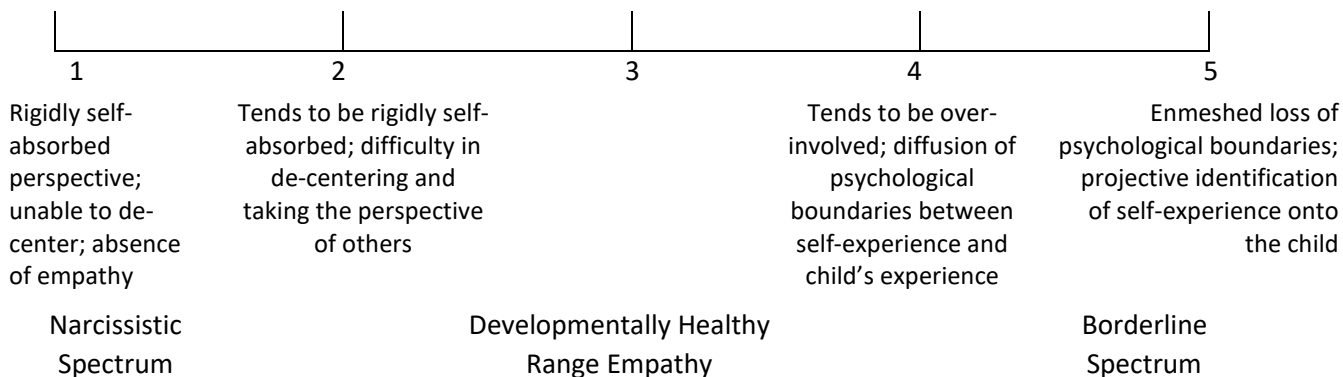 1
2
3
4
5
Rigidly self-
absorbed
perspective;
unable to de-
center; absence
of empathy
Tends to be rigidly self-
absorbed; difficulty in
de-centering and
taking the perspective
of others
Tends to be over-
involved; diffusion of
psychological
boundaries between
self-experience and
child’s experience
Enmeshed loss of
psychological boundaries;
projective identification
of self-experience onto
the child
Narcissistic
Spectrum
Developmentally Healthy
Range Empathy
Borderline
Spectrum